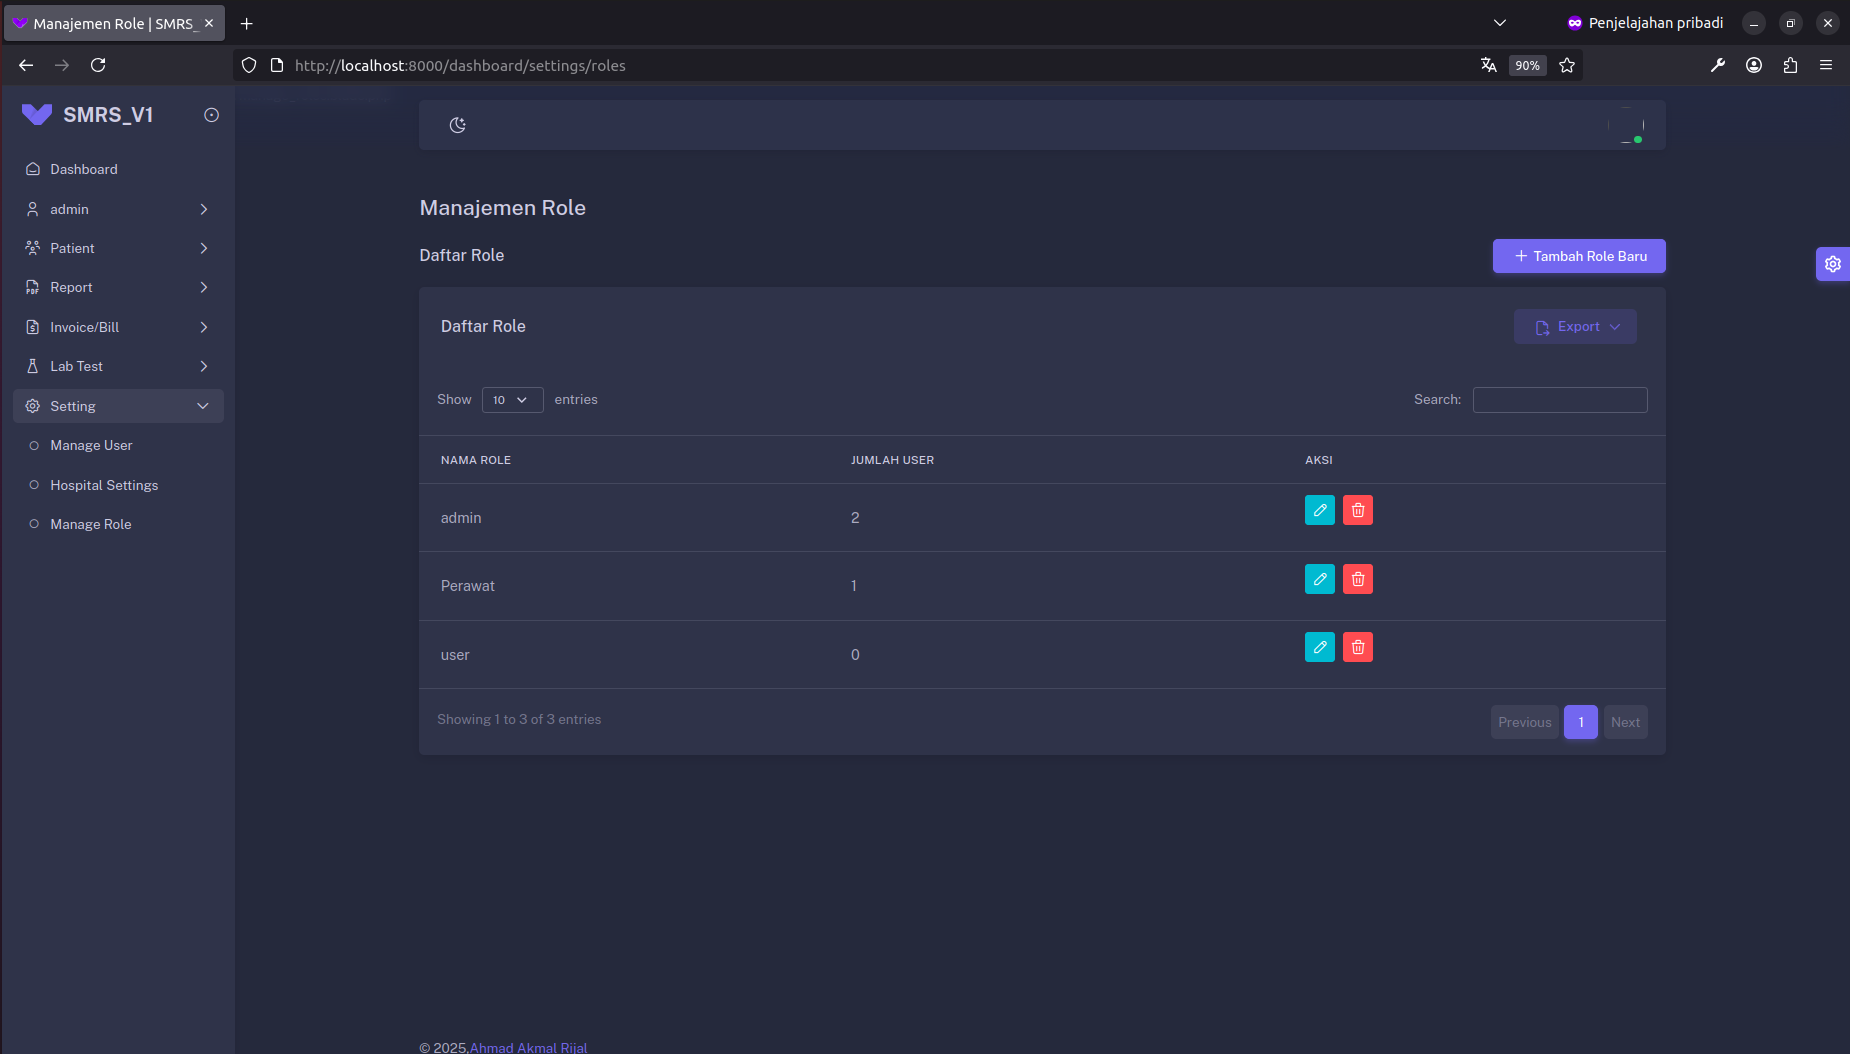 Manajemen Role | SMRS_
Penjelajahan pribadi
http://localhost:8000/dashboard/settings/roles
90%
SMRS_V1
Dashboard
admin
Patient
Report
Invoice/Bill
Lab Test
Setting
Manage User
Hospital Settings
Manage Role
Manajemen Role
Daftar Role
Tambah Role Baru
Daftar Role
Export
Show 10 entries
Search:
NAMA ROLE JUMLAH USER AKSI
admin 2
Perawat 1
user 0
Showing 1 to 3 of 3 entries
Previous 1 Next
© 2025,Ahmad Akmal Rijal